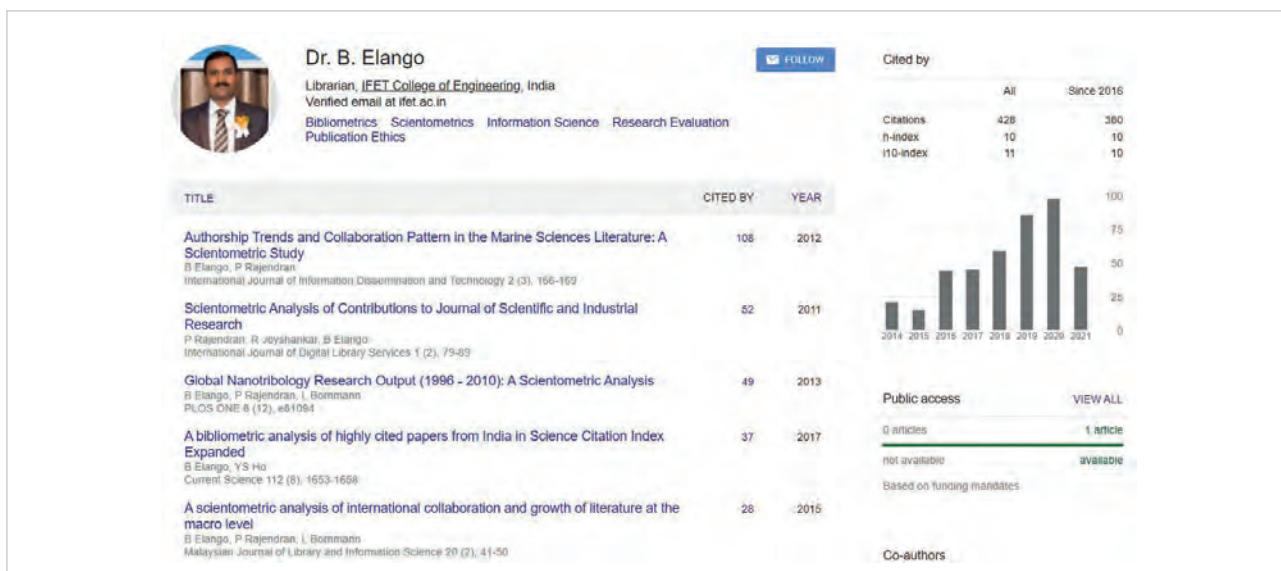 Dr. B. Elango
FOLLOW
Librarian, IFET College of Engineering, India
Verified email at ifet.ac.in
Bibliometrics Scientometrics Information Science Research Evaluation
Publication Ethics
TITLE CITED BY YEAR
Authorship Trends and Collaboration Pattern in the Marine Sciences Literature: A 108 2012
Scientometric Study
B Elango, P Rajendran
International Journal of Information Dissemination and Technology 2 (3), 166-169
Scientometric Analysis of Contributions to Journal of Scientific and Industrial 52 2011
Research
P Rajendran, R Jeyshankar, B Elango
International Journal of Digital Library Services 1 (2), 79-89
Global Nanotribology Research Output (1996 - 2010): A Scientometric Analysis 49 2013
B Elango, P Rajendran, L Bornmann
PLOS ONE 8 (12), e81094
A bibliometric analysis of highly cited papers from India in Science Citation Index 37 2017
Expanded
B Elango, YS Ho
Current Science 112 (8), 1653-1658
A scientometric analysis of international collaboration and growth of literature at the 28 2015
macro level
B Elango, P Rajendran, L Bornmann
Malaysian Journal of Library and Information Science 20 (2), 41-50
Cited by
All Since 2016
Citations 428 380
h-index 10 10
i10-index 11 10
100
75
50
25
0
2014 2015 2016 2017 2018 2019 2020 2021
Public access VIEW ALL
0 articles 1 article
not available available
Based on funding mandates
Co-authors